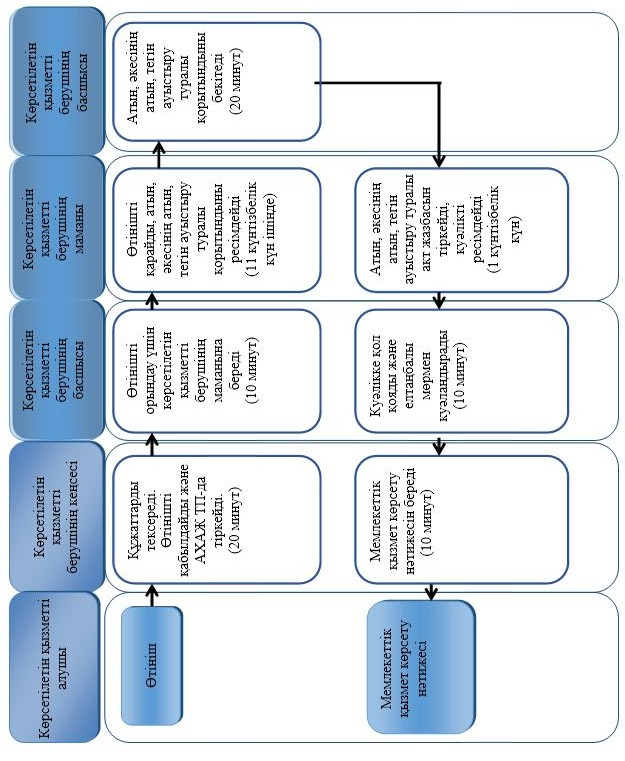 Көрсетілетін қызметті
алушы
Көрсетілетін
қызметті
берушінің кеңсесі
Көрсетілетін
қызметті
берушінің
басшысы
Көрсетілетін
қызметті
берушінің
маманы
Көрсетілетін
қызметті
берушінің
басшысы
Өтініш
Құжаттарды
тексереді.
Өтінішті
қабылдайды және
АХАЖ ТП-да
тіркейді.
(20 минут)
Өтінішті
орындау үшін
көрсетілетін
қызметті
берушінің
маманына
береді
(10 минут)
Өтінішті
қарайды, атын,
әкесінің атын,
тегін ауыстыру
туралы
қорытындыны
ресімдейді
(11 күнтізбелік
күн ішінде)
Атын, әкесінің
атын, тегін
ауыстыру
туралы
қорытындыны
бекітеді
(20 минут)
Атын, әкесінің
атын, тегін
ауыстыру туралы
акт жазбасын
тіркейді,
куәлікті
ресімдейді
(1 күнтізбелік
күн)
Куәлікке қол
қояды және
елтаңбалы
мөрмен
куәландырады
(10 минут)
Мемлекеттік
қызмет көрсету
нәтижесін береді
(10 минут)
Мемлекеттік
қызмет көрсету
нәтижесі